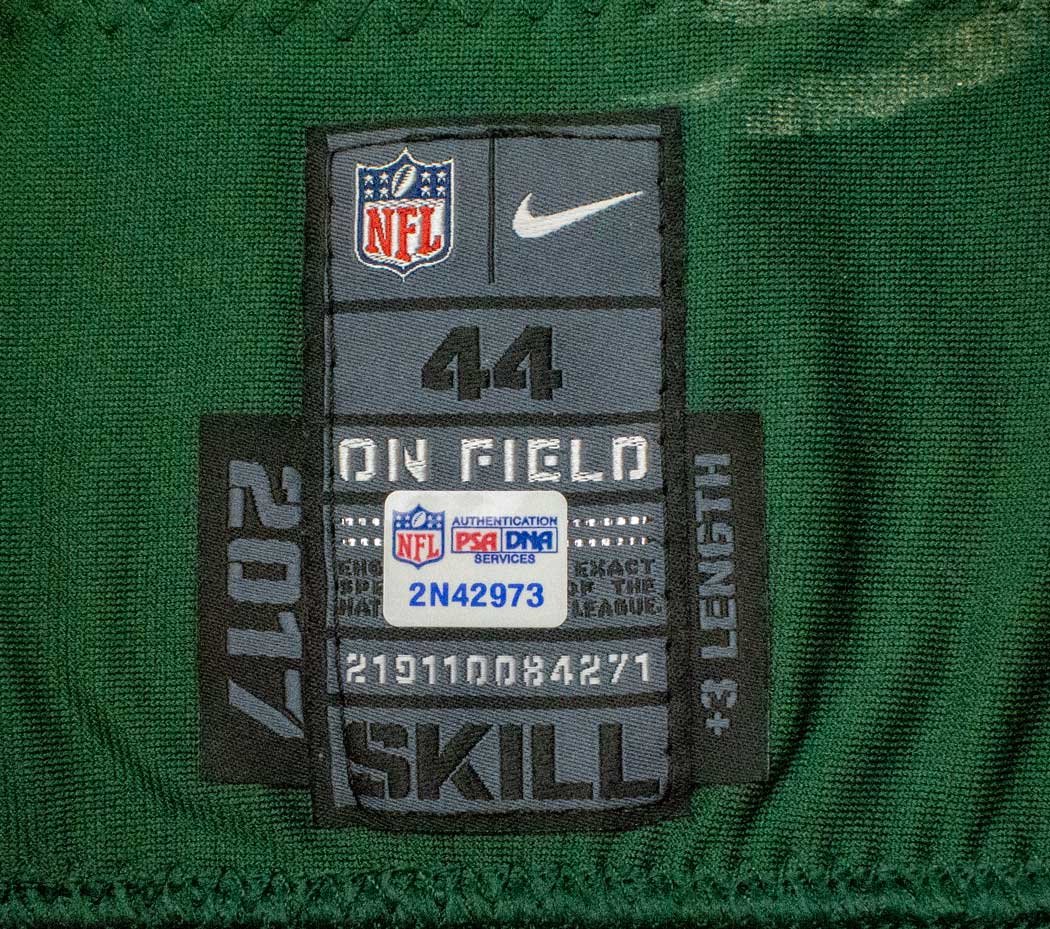 NFL
44
ON FIELD
NFL AUTHENTICATION
PSA DNA
SERVICES
2N42973
EXACT
OF THE
LEAGUE.
219110084271
SKILL
2017
+3 LENGTH